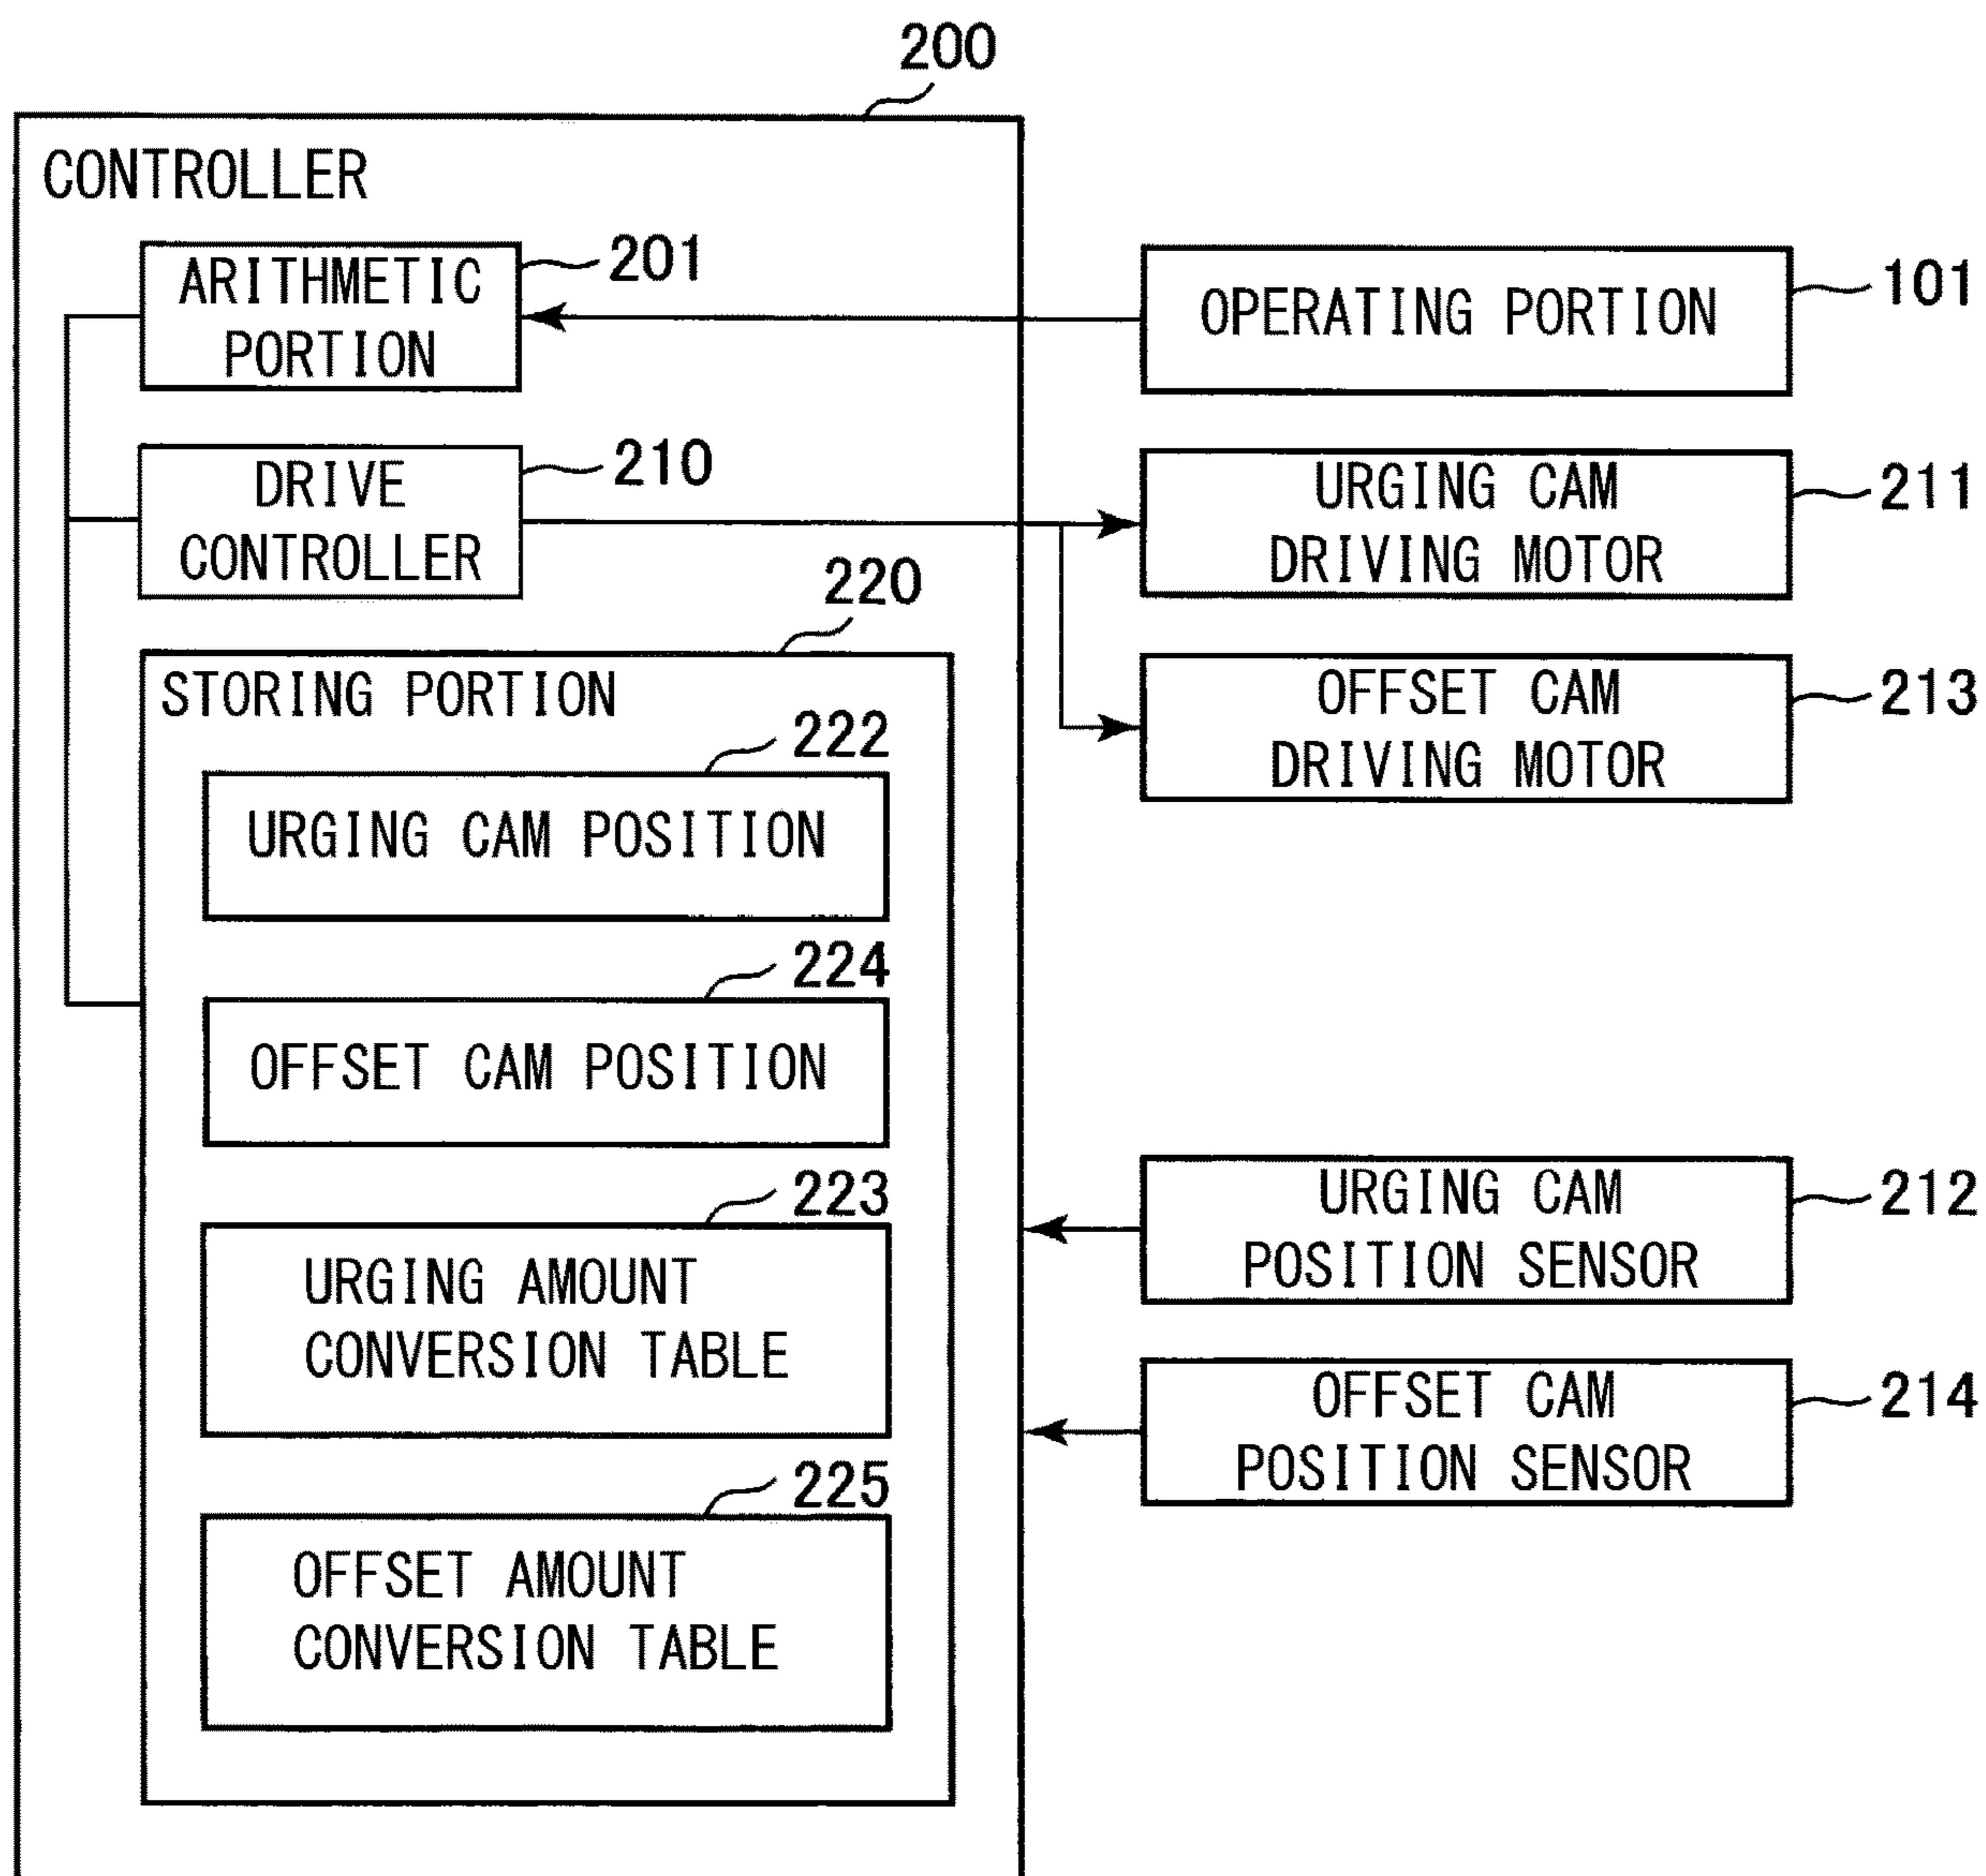 200
CONTROLLER
201
ARITHMETIC
PORTION
101
OPERATING PORTION
210
DRIVE
CONTROLLER
211
URGING CAM
DRIVING MOTOR
213
OFFSET CAM
DRIVING MOTOR
220
STORING PORTION
222
URGING CAM POSITION
224
OFFSET CAM POSITION
223
URGING AMOUNT
CONVERSION TABLE
225
OFFSET AMOUNT
CONVERSION TABLE
212
URGING CAM
POSITION SENSOR
214
OFFSET CAM
POSITION SENSOR